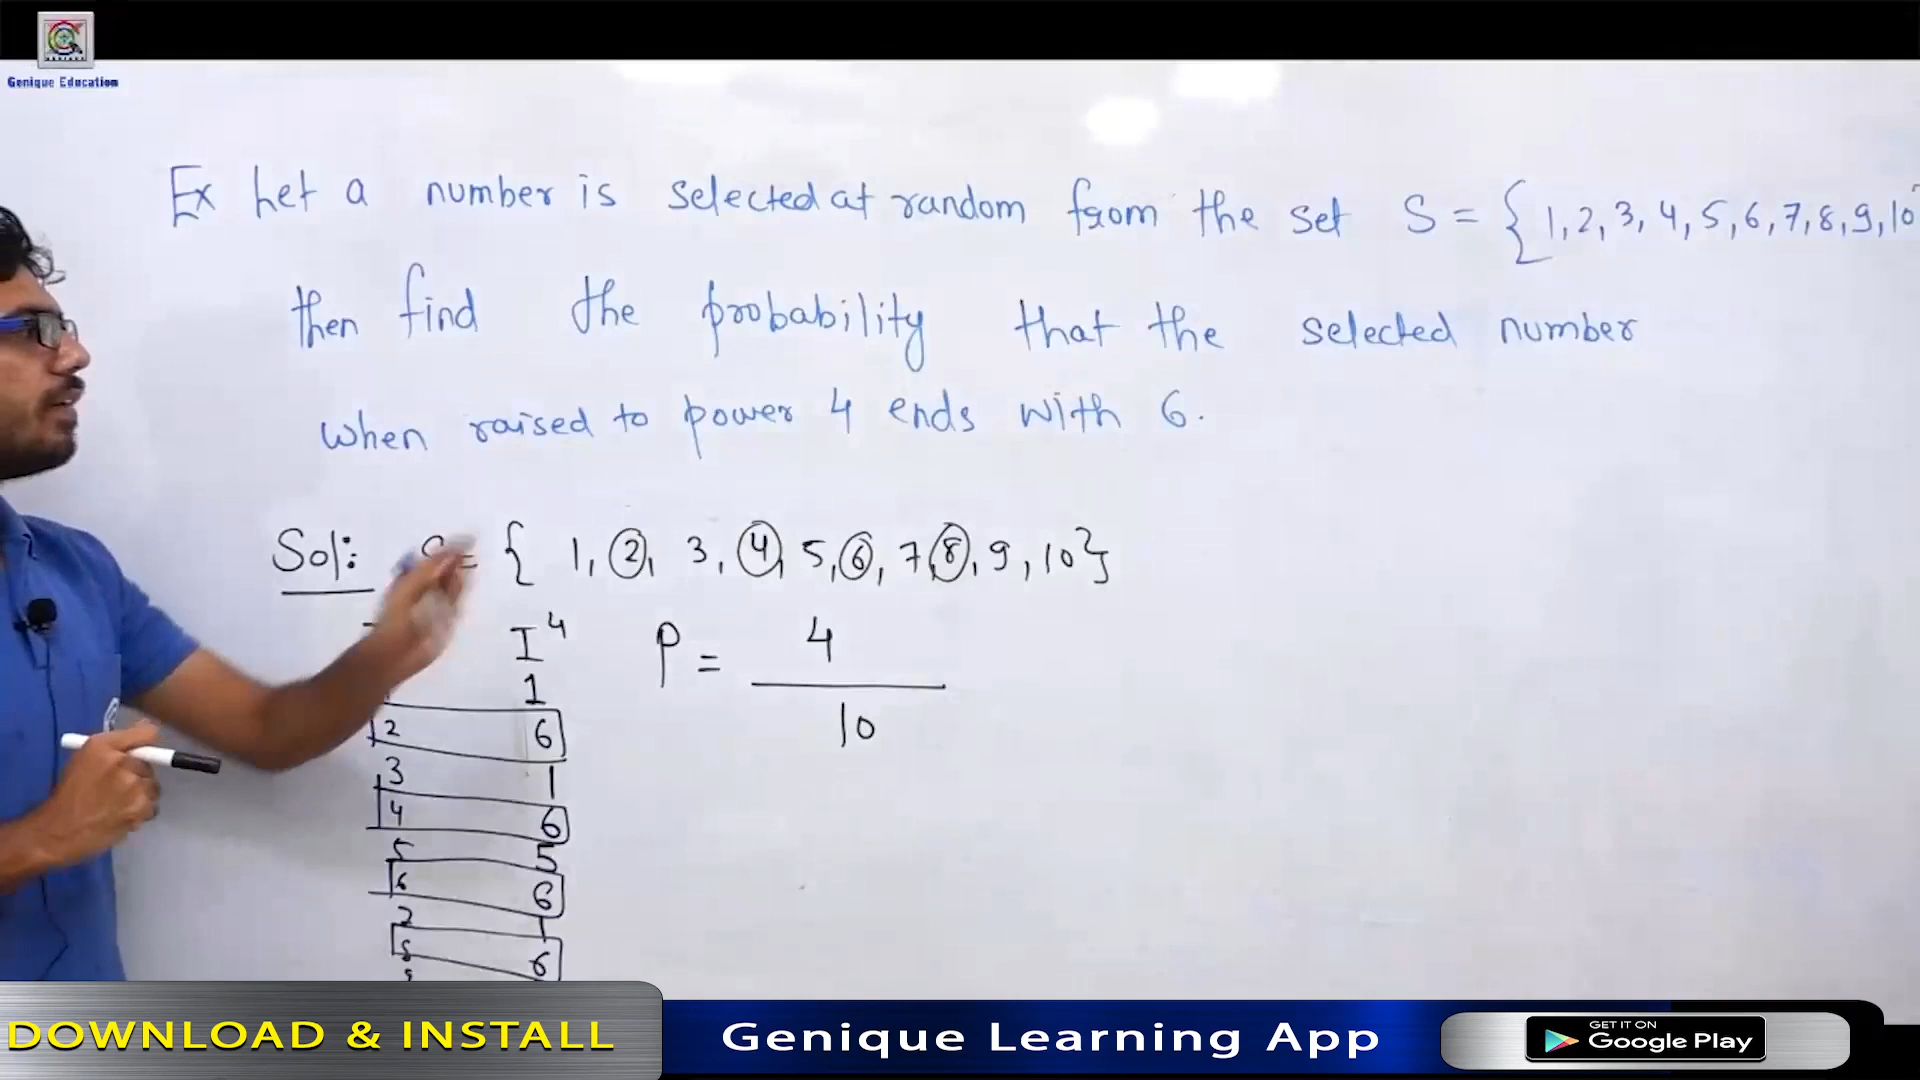 Genique Education
Ex Let a number is selected at random from the set S = { 1, 2, 3, 4, 5, 6, 7, 8, 9, 10
then find the probability that the selected number
when raised to power 4 ends with 6.
Sol: S = { 1, 2, 3, 4, 5, 6, 7, 8, 9, 10 }
I⁴
P = 4
10
1
2 6
3 1
4 6
5 5
6 6
7 1
8 6
9
DOWNLOAD & INSTALL
Genique Learning App
GET IT ON
Google Play